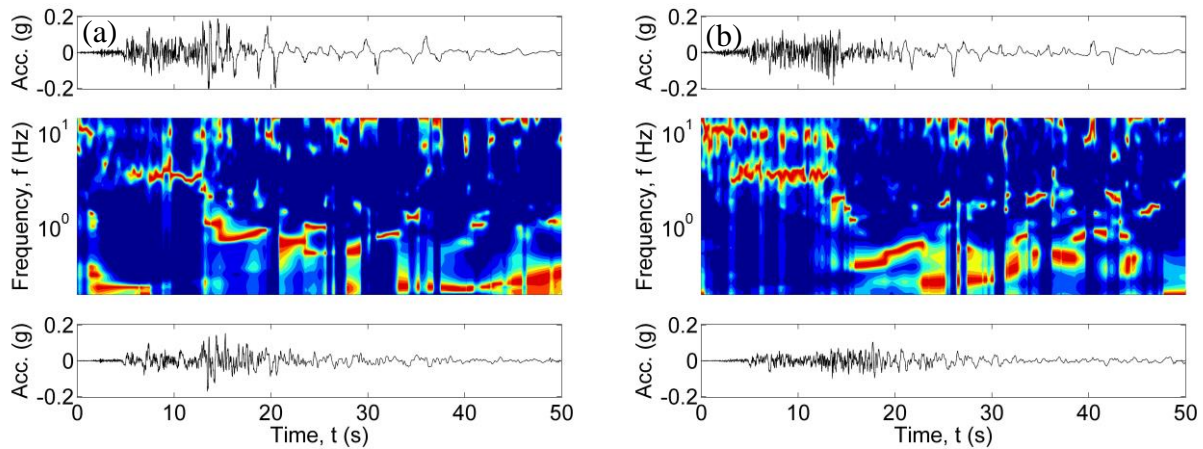 (a)
Acc. (g)
0.2
0
-0.2
Frequency, f (Hz)
10¹
10⁰
Acc. (g)
0.2
0
-0.2
0 10 20 30 40 50
Time, t (s)
(b)
Acc. (g)
0.2
0
-0.2
Frequency, f (Hz)
10¹
10⁰
Acc. (g)
0.2
0
-0.2
0 10 20 30 40 50
Time, t (s)